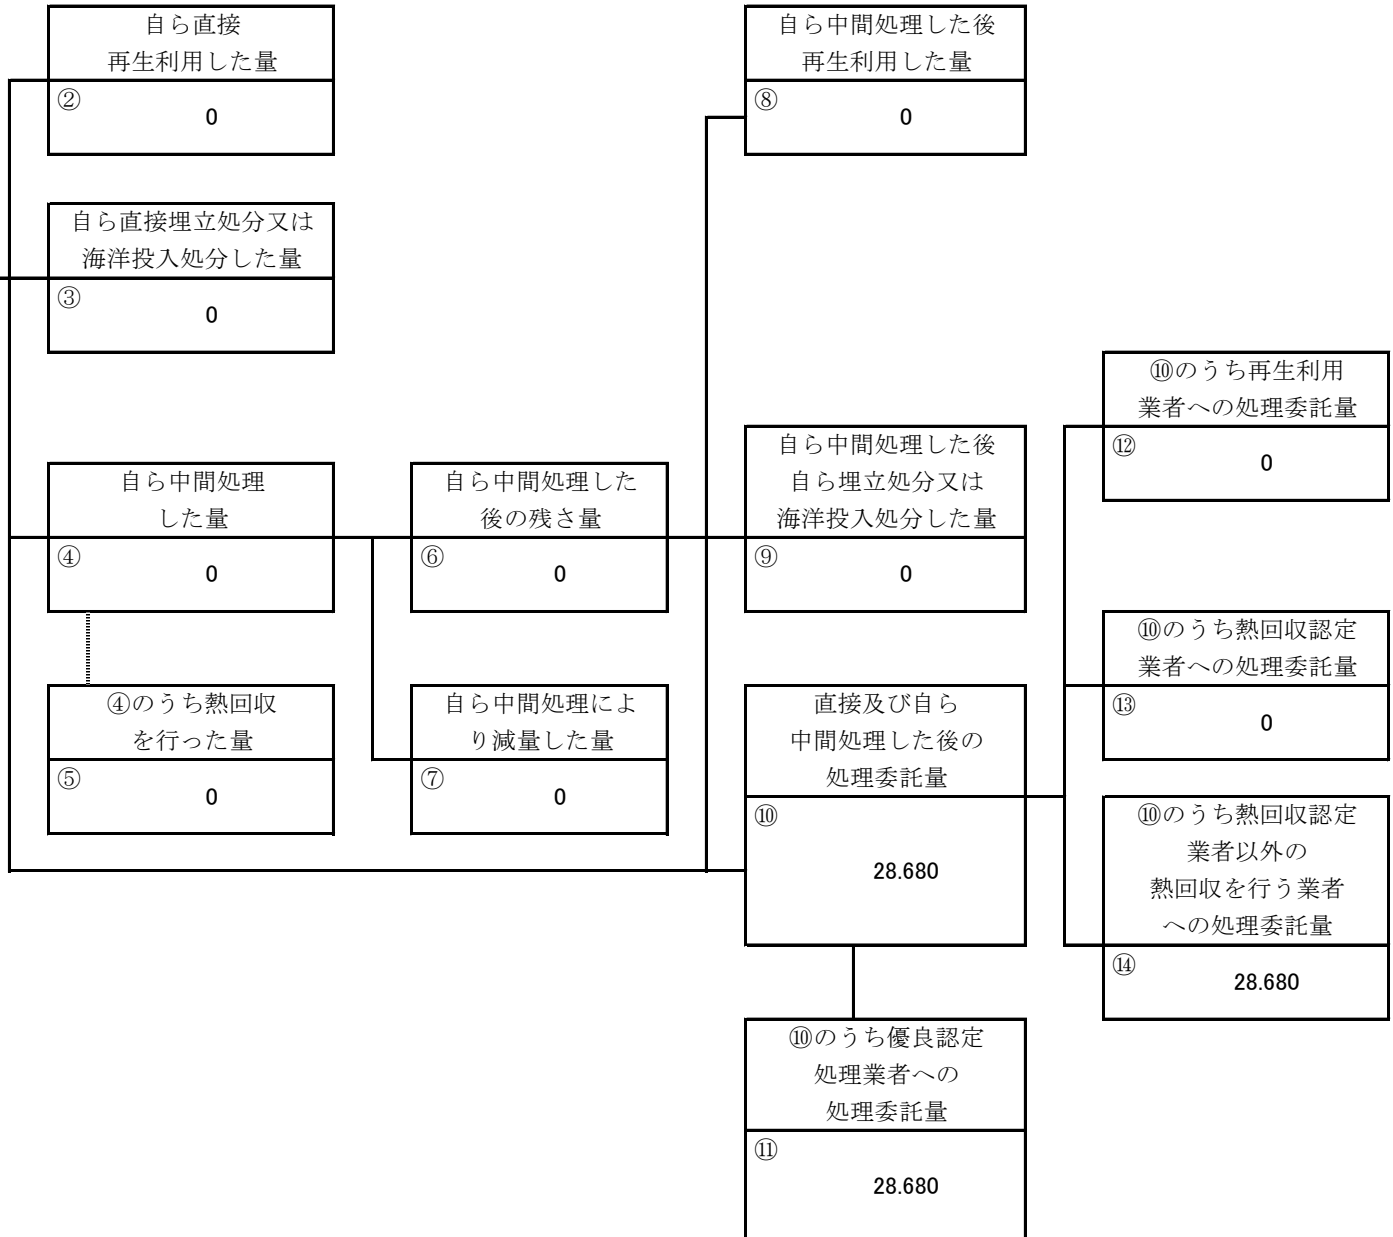 自ら直接
再生利用した量
②
0
自ら中間処理した後
再生利用した量
⑧
0
自ら直接埋立処分又は
海洋投入処分した量
③
0
⑩のうち再生利用
業者への処理委託量
⑫
0
自ら中間処理
した量
④
0
自ら中間処理した
後の残さ量
⑥
0
自ら中間処理した後
自ら埋立処分又は
海洋投入処分した量
⑨
0
⑩のうち熱回収認定
業者への処理委託量
⑬
0
④のうち熱回収
を行った量
⑤
0
自ら中間処理によ
り減量した量
⑦
0
直接及び自ら
中間処理した後の
処理委託量
⑩
28.680
⑩のうち熱回収認定
業者以外の
熱回収を行う業者
への処理委託量
⑭
28.680
⑩のうち優良認定
処理業者への
処理委託量
⑪
28.680